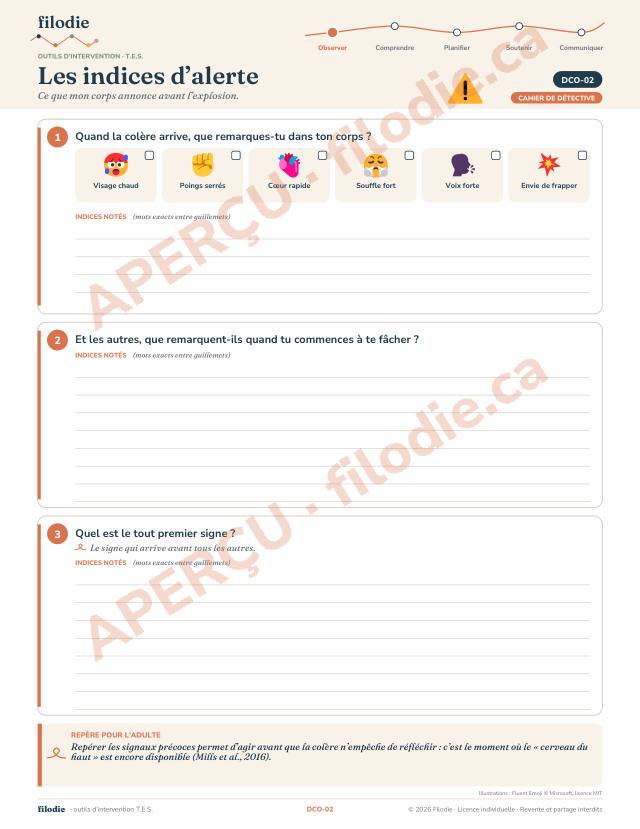 filodie
OUTILS D'INTERVENTION · T.E.S.
Observer Comprendre Planifier Soutenir Communiquer
Les indices d'alerte
Ce que mon corps annonce avant l'explosion.
DCO-02
CAHIER DE DÉTECTIVE
1 Quand la colère arrive, que remarques-tu dans ton corps ?
Visage chaud Poings serrés Cœur rapide Souffle fort Voix forte Envie de frapper
INDICES NOTÉS (mots exacts entre guillemets)
APERÇU · filodie.ca
2 Et les autres, que remarquent-ils quand tu commences à te fâcher ?
INDICES NOTÉS (mots exacts entre guillemets)
3 Quel est le tout premier signe ?
Le signe qui arrive avant tous les autres.
INDICES NOTÉS (mots exacts entre guillemets)
APERÇU · filodie.ca
REPÈRE POUR L'ADULTE
Repérer les signaux précoces permet d'agir avant que la colère n'empêche de réfléchir : c'est le moment où le « cerveau du
haut » est encore disponible (Mills et al., 2016).
Illustrations : Fluent Emoji © Microsoft, licence MIT
filodie · outils d'intervention T.E.S. DCO-02 © 2026 Filodie · Licence individuelle · Revente et partage interdits